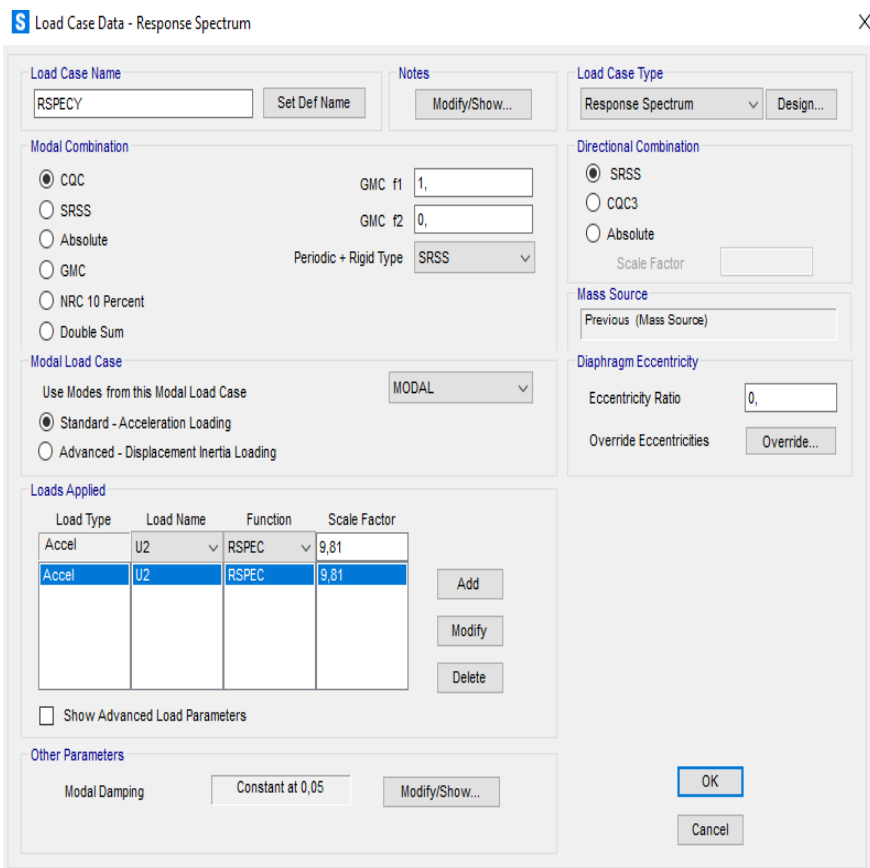 S Load Case Data - Response Spectrum
Load Case Name
RSPECY
Set Def Name
Notes
Modify/Show...
Load Case Type
Response Spectrum
Design...
Modal Combination
CQC
SRSS
Absolute
GMC
NRC 10 Percent
Double Sum
GMC f1
1,
GMC f2
0,
Periodic + Rigid Type
SRSS
Directional Combination
SRSS
CQC3
Absolute
Scale Factor
Mass Source
Previous (Mass Source)
Modal Load Case
Use Modes from this Modal Load Case
MODAL
Standard - Acceleration Loading
Advanced - Displacement Inertia Loading
Diaphragm Eccentricity
Eccentricity Ratio
0,
Override Eccentricities
Override...
Loads Applied
Load Type Load Name Function Scale Factor
Accel U2 RSPEC 9,81
Accel U2 RSPEC 9,81
Add
Modify
Delete
Show Advanced Load Parameters
Other Parameters
Modal Damping
Constant at 0,05
Modify/Show...
OK
Cancel